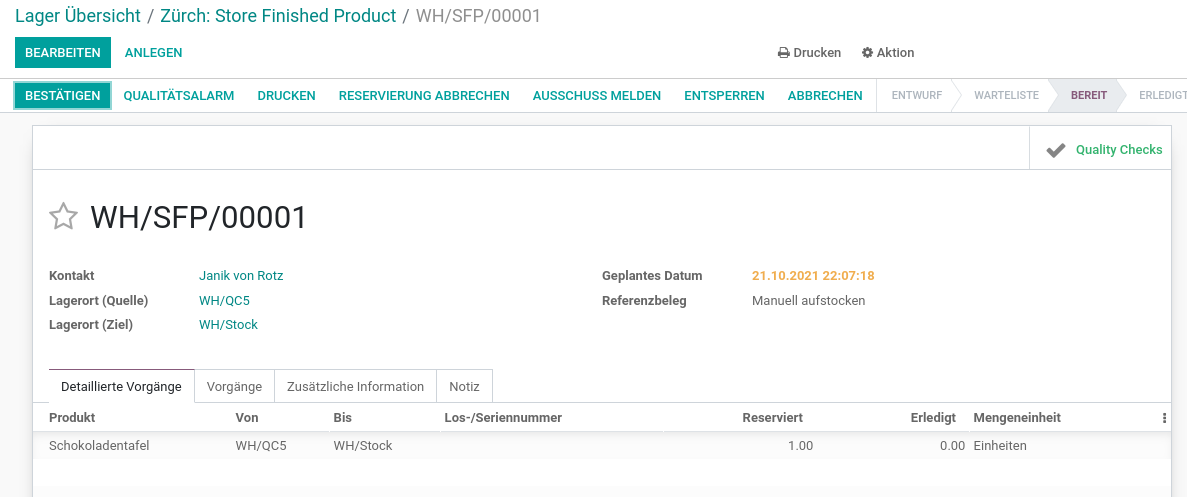 Lager Übersicht / Zürch: Store Finished Product / WH/SFP/00001
BEARBEITEN ANLEGEN Drucken Aktion
BESTÄTIGEN QUALITÄTSALARM DRUCKEN RESERVIERUNG ABBRECHEN AUSSCHUSS MELDEN ENTSPERREN ABBRECHEN ENTWURF WARTELISTE BEREIT ERLEDIGT
Quality Checks
WH/SFP/00001
Kontakt Janik von Rotz Geplantes Datum 21.10.2021 22:07:18
Lagerort (Quelle) WH/QC5 Referenzbeleg Manuell aufstocken
Lagerort (Ziel) WH/Stock
Detaillierte Vorgänge Vorgänge Zusätzliche Information Notiz
Produkt Von Bis Los-/Seriennummer Reserviert Erledigt Mengeneinheit
Schokoladentafel WH/QC5 WH/Stock 1.00 0.00 Einheiten